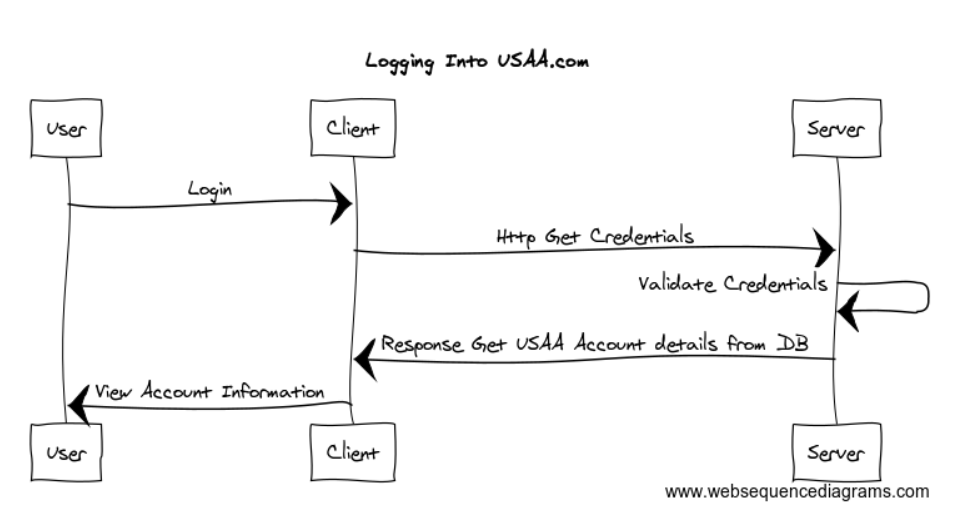 Logging Into USAA.com
User
Client
Server
Login
Http Get Credentials
Validate Credentials
Response Get USAA Account details from DB
View Account Information
User
Client
Server
www.websequencediagrams.com